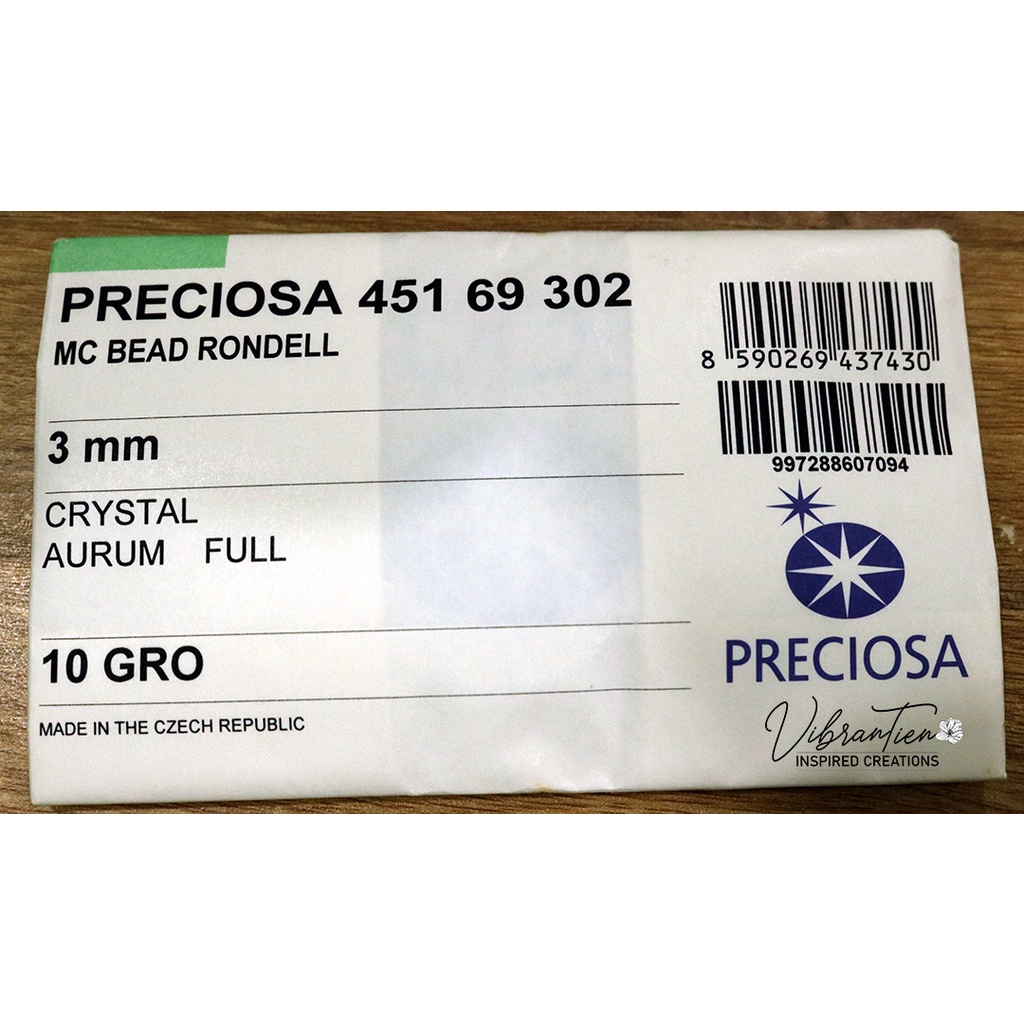 PRECIOSA 451 69 302
MC BEAD RONDELL
3 mm
CRYSTAL
AURUM FULL
10 GRO
MADE IN THE CZECH REPUBLIC
8 590269 437430
997288607094
PRECIOSA
VibranTien
INSPIRED CREATIONS